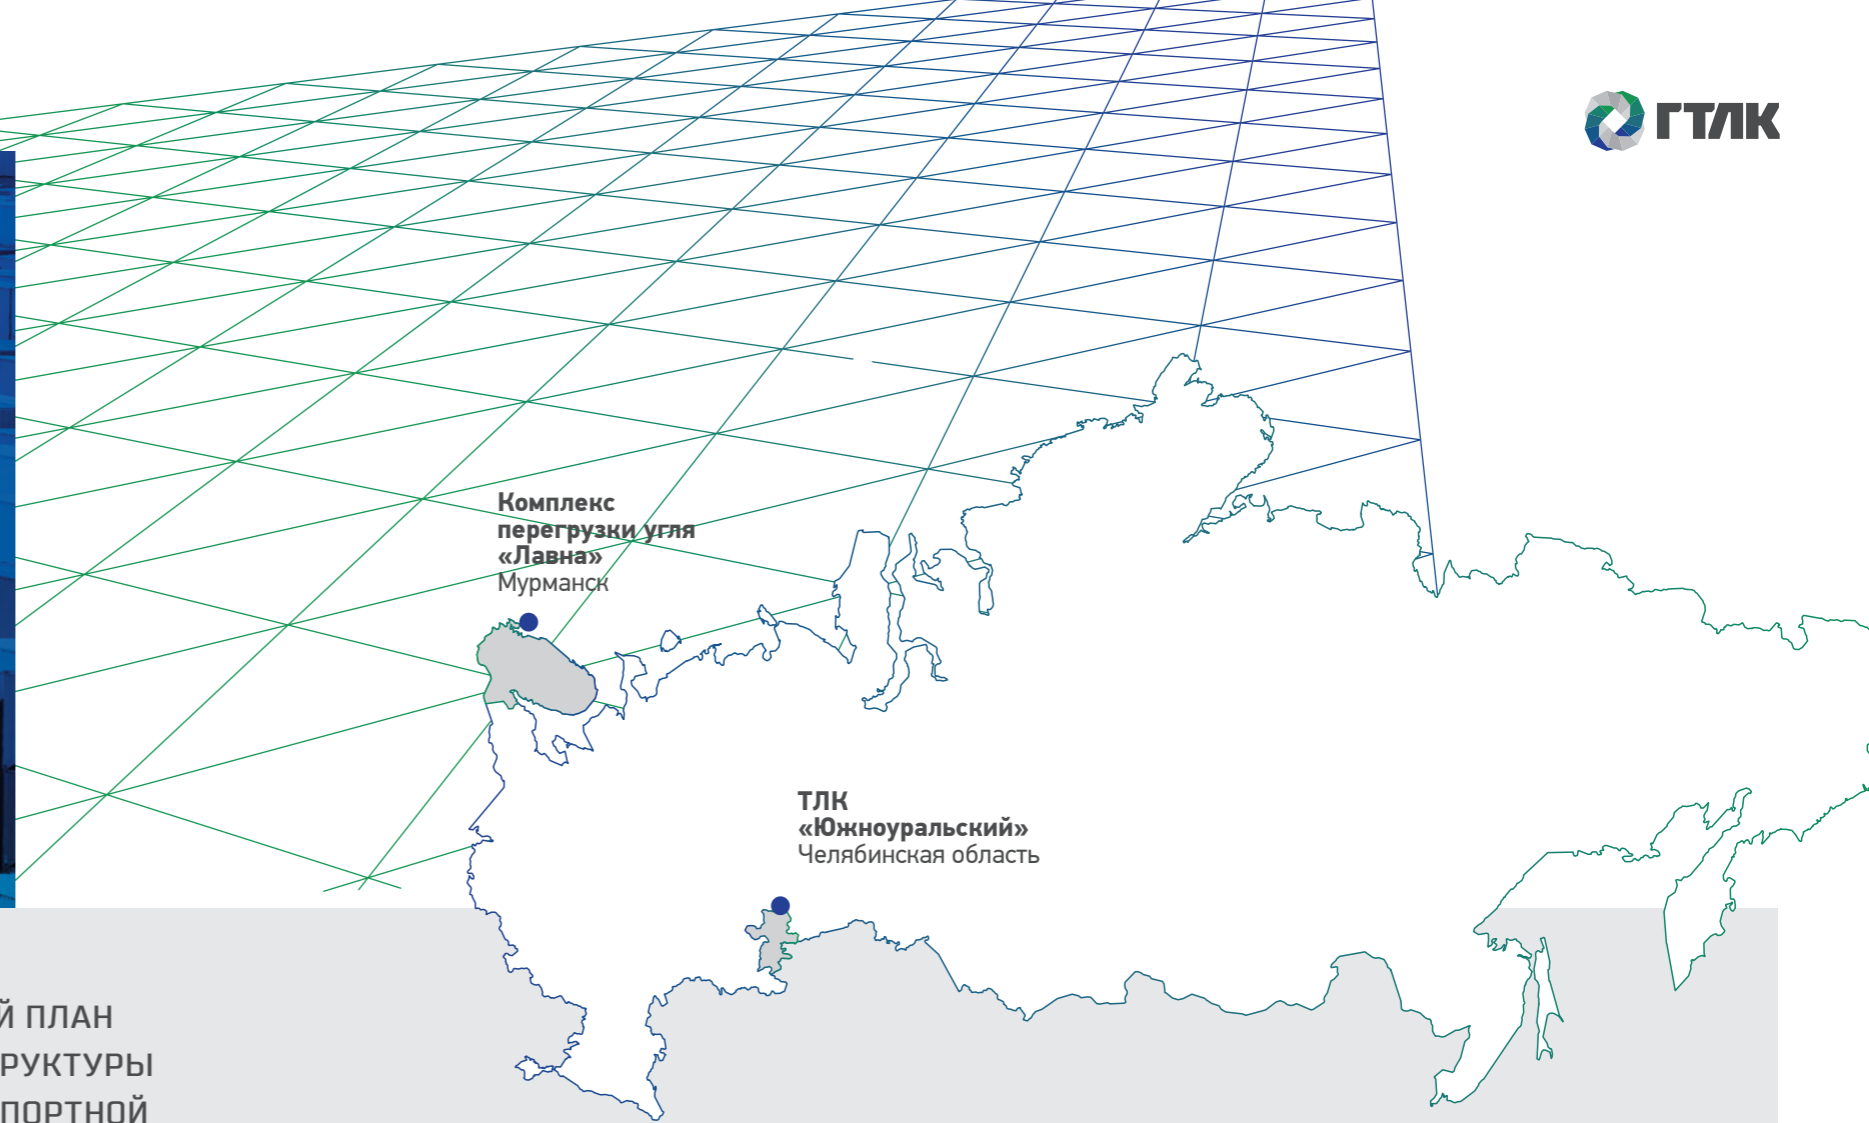 ГТЛК
Комплекс
перегрузки угля
«Лавна»
Мурманск
ТЛК
«Южноуральский»
Челябинская область
Й ПЛАН
РУКТУРЫ
ПОРТНОЙ